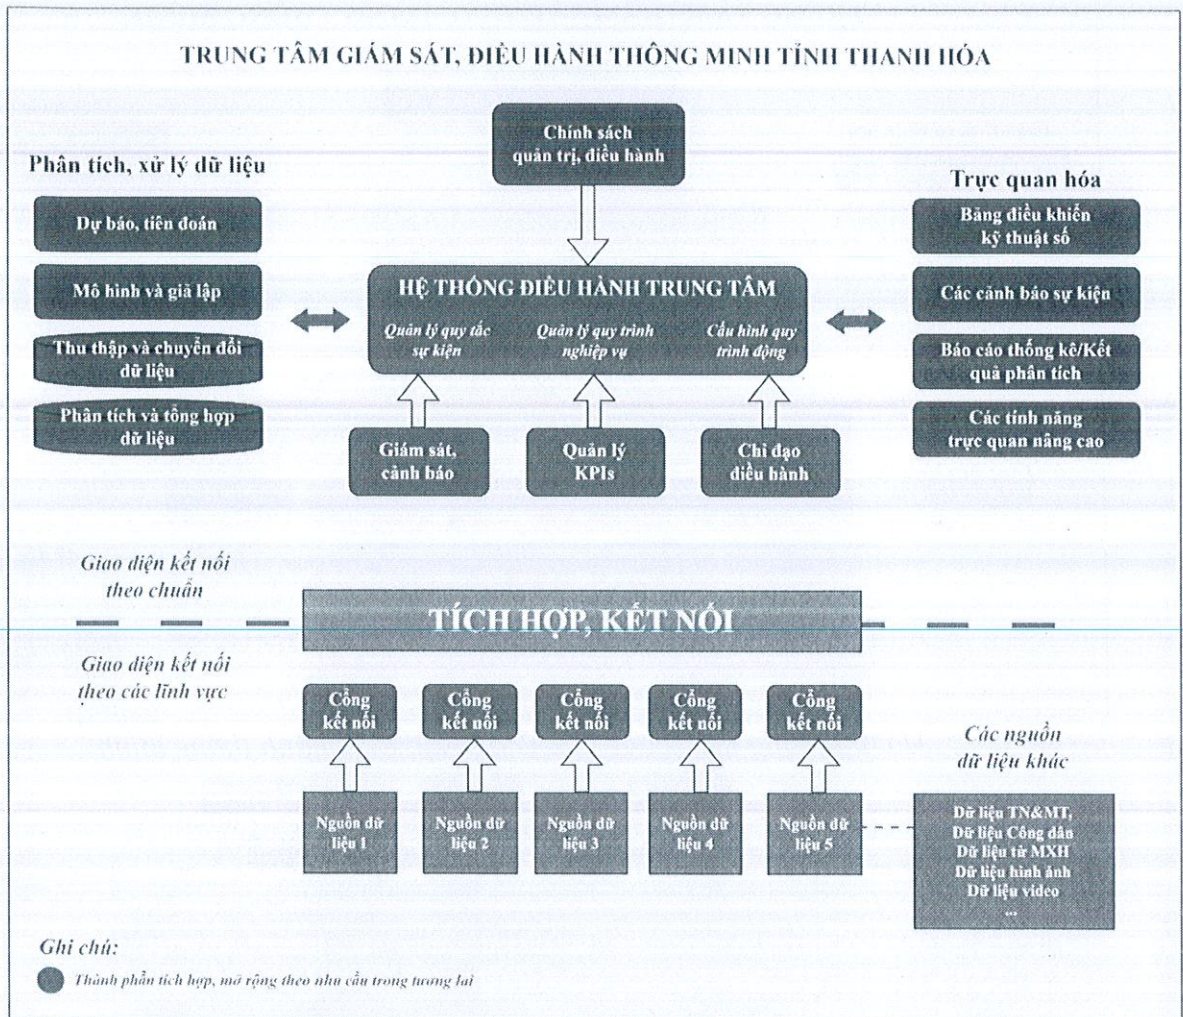 TRUNG TÂM GIÁM SÁT, ĐIỀU HÀNH THÔNG MINH TỈNH THANH HÓA
Chính sách
quản trị, điều hành
Phân tích, xử lý dữ liệu
Dự báo, tiên đoán
Mô hình và giả lập
Thu thập và chuyển đổi
dữ liệu
Phân tích và tổng hợp
dữ liệu
HỆ THỐNG ĐIỀU HÀNH TRUNG TÂM
Quản lý quy tắc
sự kiện
Quản lý quy trình
nghiệp vụ
Cấu hình quy
trình động
Giám sát,
cảnh báo
Quản lý
KPIs
Chỉ đạo
điều hành
Trực quan hóa
Bảng điều khiển
kỹ thuật số
Các cảnh báo sự kiện
Báo cáo thống kê/Kết
quả phân tích
Các tính năng
trực quan nâng cao
Giao diện kết nối
theo chuẩn
TÍCH HỢP, KẾT NỐI
Giao diện kết nối
theo các lĩnh vực
Cổng
kết nối
Cổng
kết nối
Cổng
kết nối
Cổng
kết nối
Cổng
kết nối
Nguồn dữ
liệu 1
Nguồn dữ
liệu 2
Nguồn dữ
liệu 3
Nguồn dữ
liệu 4
Nguồn dữ
liệu 5
Các nguồn
dữ liệu khác
Dữ liệu TN&MT,
Dữ liệu Công dân
Dữ liệu từ MXH
Dữ liệu hình ảnh
Dữ liệu video
...
Ghi chú:
Thành phần tích hợp, mở rộng theo nhu cầu trong tương lai